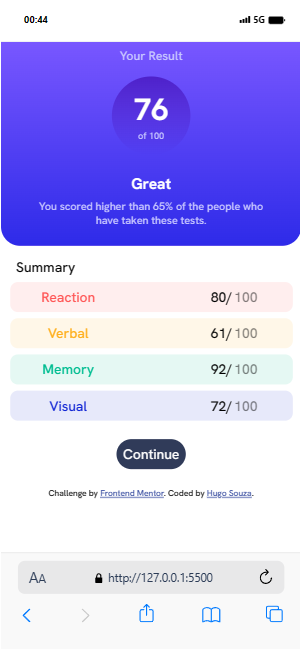 00:44 5G
Your Result
76
of 100
Great
You scored higher than 65% of the people who
have taken these tests.
Summary
Reaction 80/ 100
Verbal 61/ 100
Memory 92/ 100
Visual 72/ 100
Continue
Challenge by Frontend Mentor. Coded by Hugo Souza.
AA http://127.0.0.1:5500